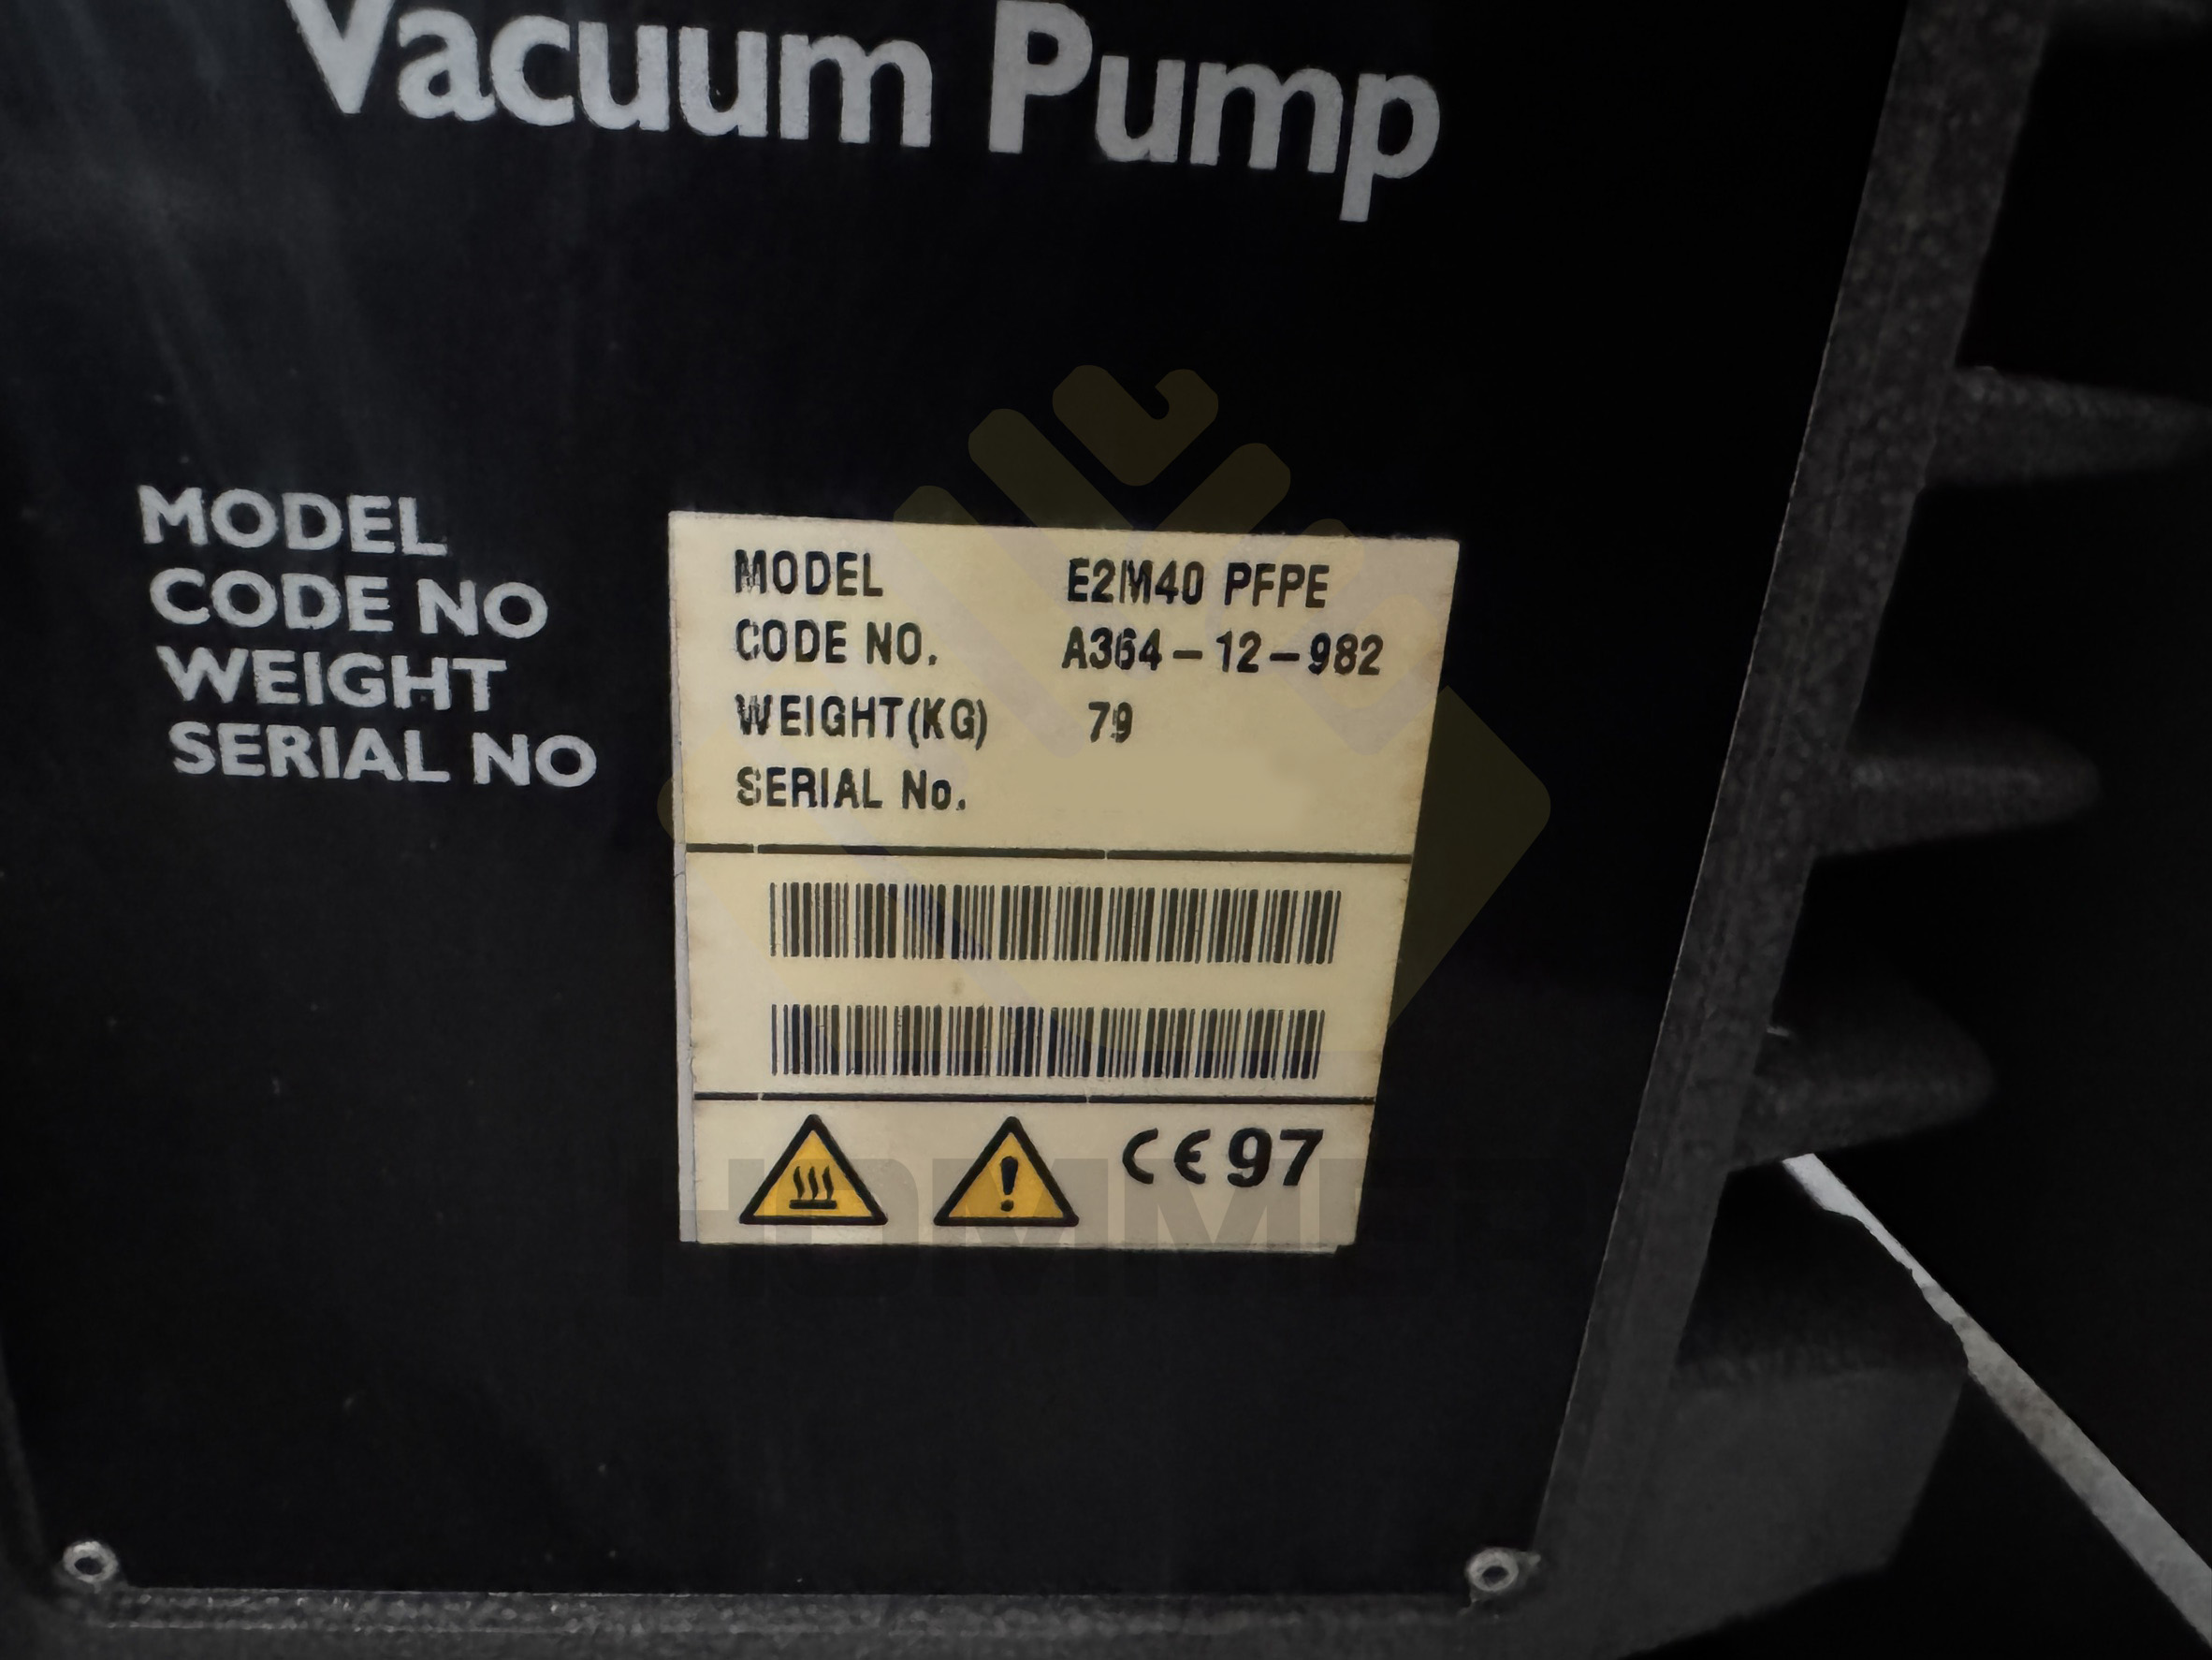 Vacuum Pump
MODEL
CODE NO
WEIGHT
SERIAL NO
MODEL E2M40 PFPE
CODE NO. A364-12-982
WEIGHT(KG) 79
SERIAL No.
CE 97